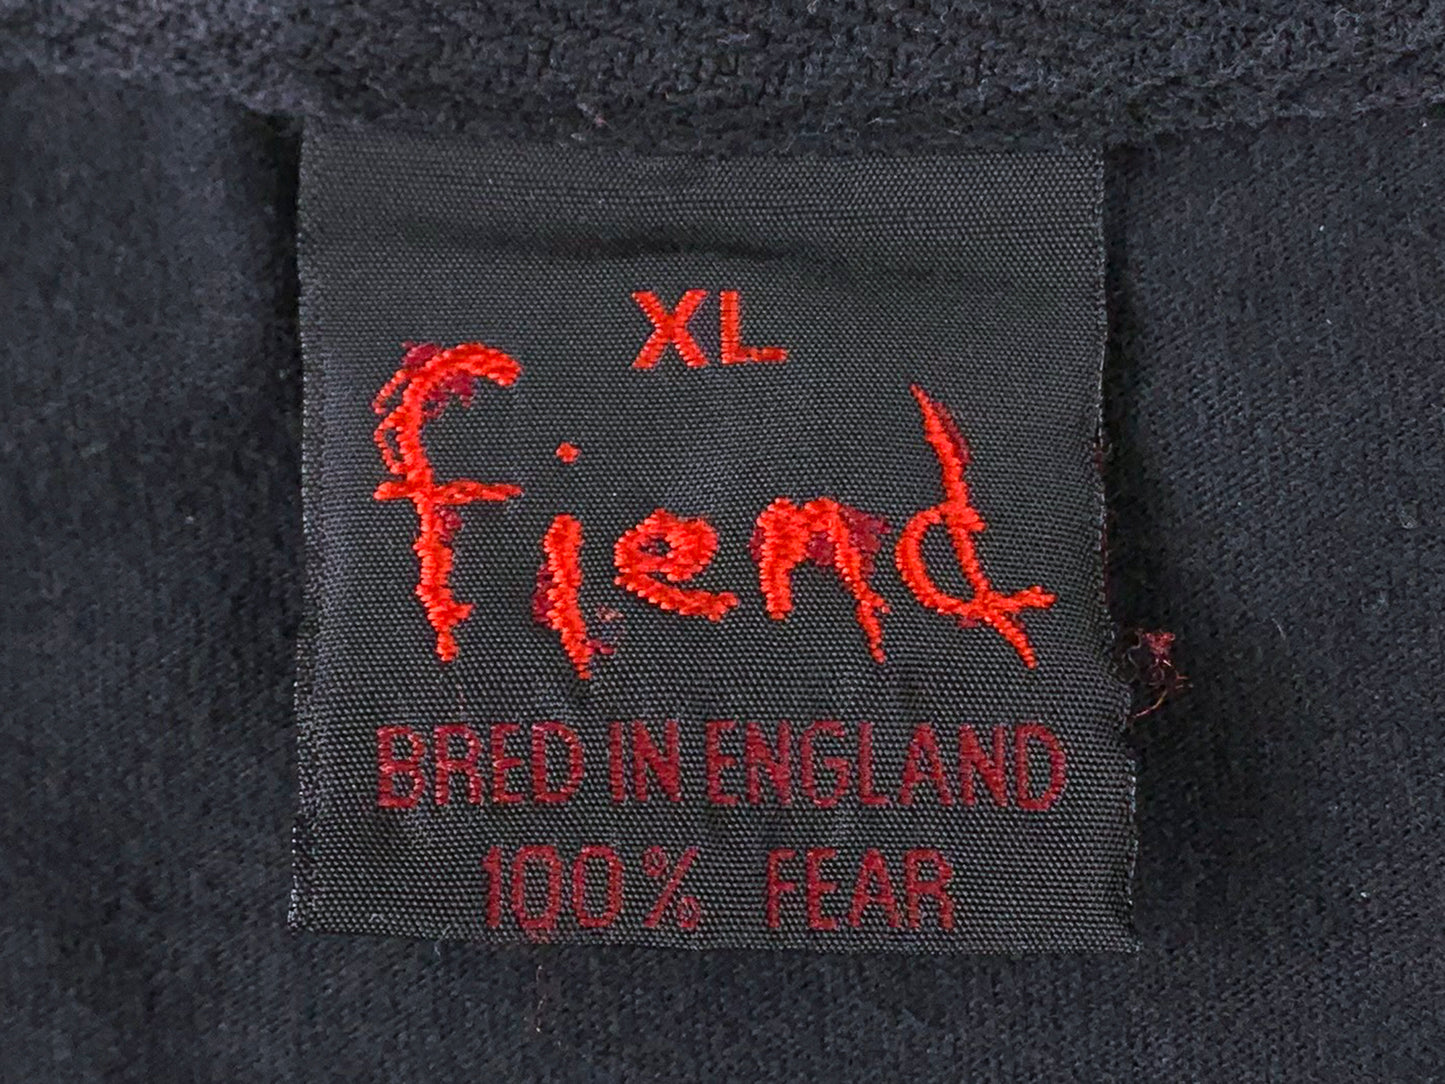 XL
fiend
BRED IN ENGLAND
100% FEAR